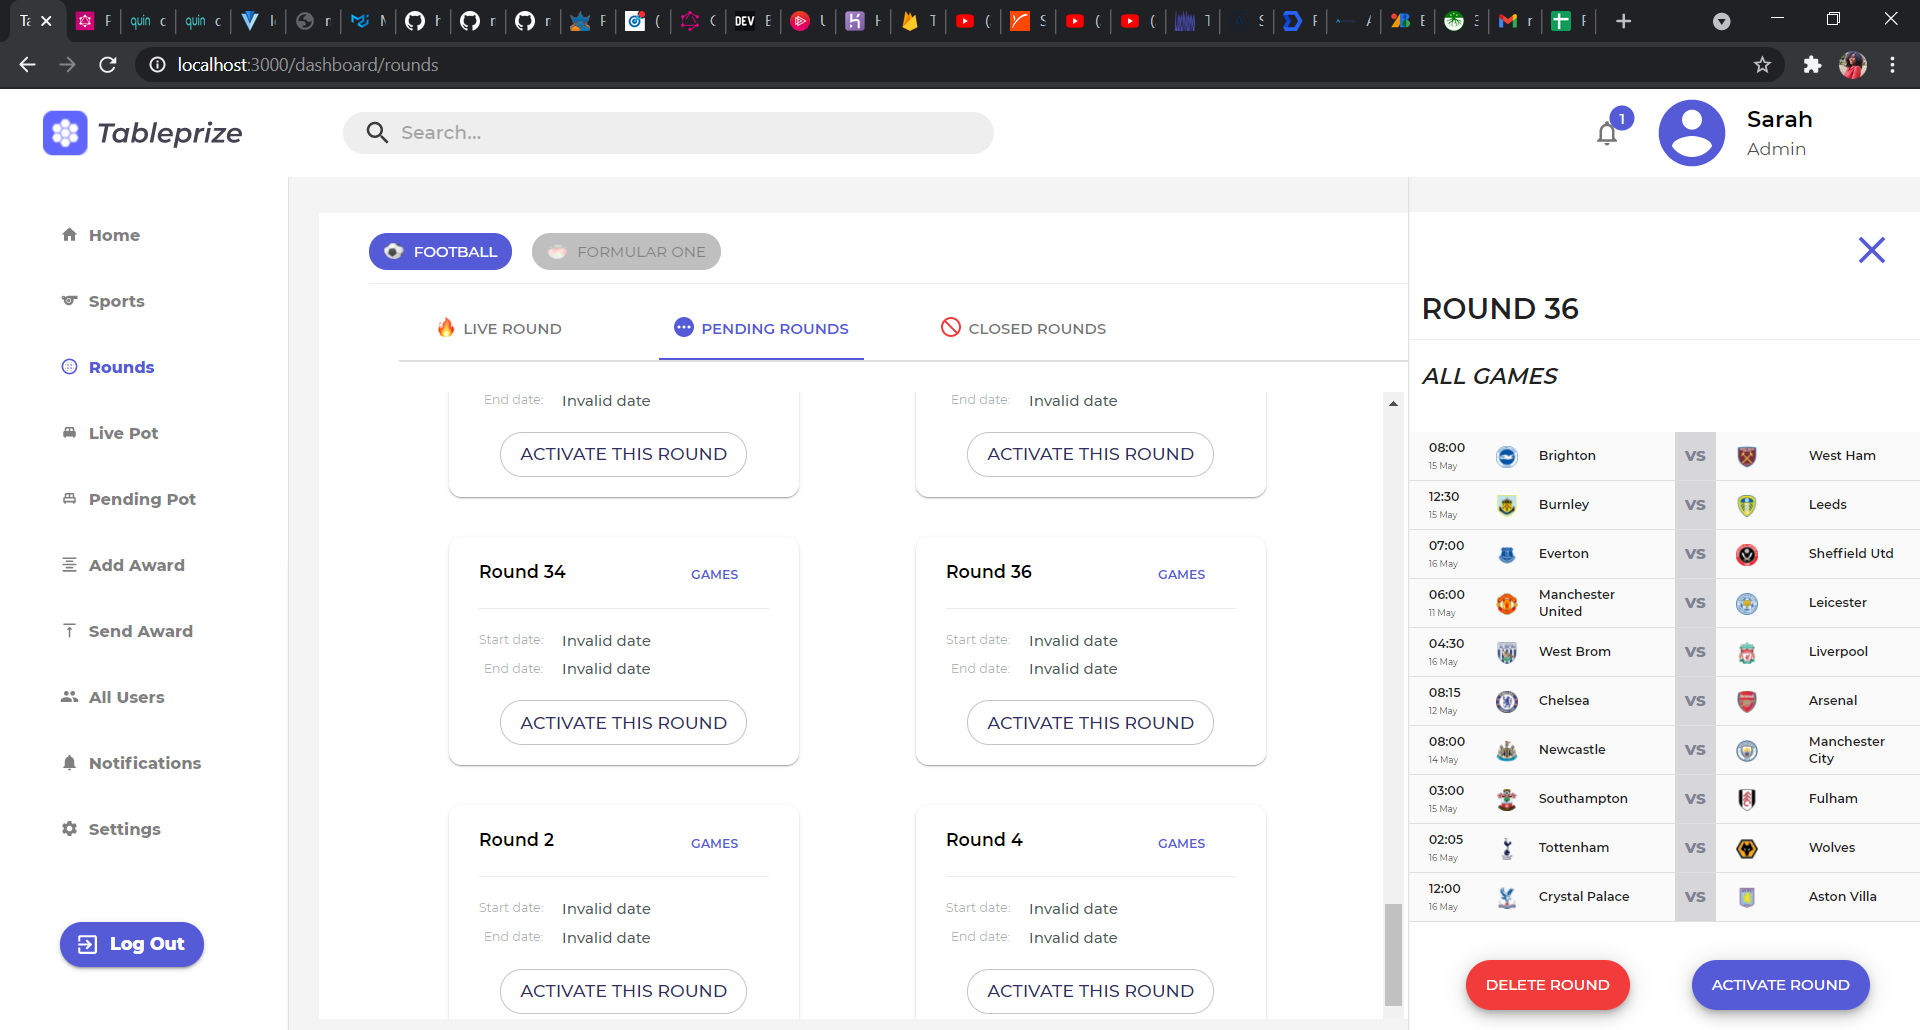 Ta
localhost:3000/dashboard/rounds
Tableprize
Search...
1
Sarah
Admin
Home
Sports
Rounds
Live Pot
Pending Pot
Add Award
Send Award
All Users
Notifications
Settings
Log Out
FOOTBALL
FORMULAR ONE
LIVE ROUND
PENDING ROUNDS
CLOSED ROUNDS
End date: Invalid date
ACTIVATE THIS ROUND
End date: Invalid date
ACTIVATE THIS ROUND
Round 34 GAMES
Start date: Invalid date
End date: Invalid date
ACTIVATE THIS ROUND
Round 36 GAMES
Start date: Invalid date
End date: Invalid date
ACTIVATE THIS ROUND
Round 2 GAMES
Start date: Invalid date
End date: Invalid date
ACTIVATE THIS ROUND
Round 4 GAMES
Start date: Invalid date
End date: Invalid date
ACTIVATE THIS ROUND
ROUND 36
ALL GAMES
08:00 Brighton VS West Ham
15 May
12:30 Burnley VS Leeds
15 May
07:00 Everton VS Sheffield Utd
16 May
06:00 Manchester United VS Leicester
11 May
04:30 West Brom VS Liverpool
16 May
08:15 Chelsea VS Arsenal
12 May
08:00 Newcastle VS Manchester City
14 May
03:00 Southampton VS Fulham
15 May
02:05 Tottenham VS Wolves
16 May
12:00 Crystal Palace VS Aston Villa
16 May
DELETE ROUND
ACTIVATE ROUND